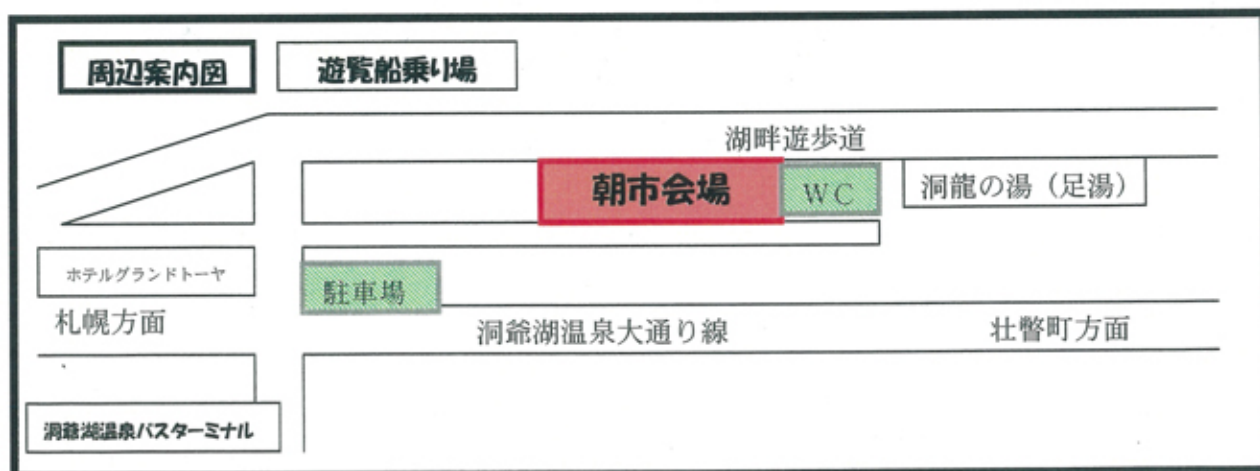 周辺案内図
遊覧船乗り場
湖畔遊歩道
朝市会場
WC
洞龍の湯（足湯）
ホテルグランドトーヤ
駐車場
札幌方面
洞爺湖温泉大通り線
壮瞥町方面
洞爺湖温泉バスターミナル